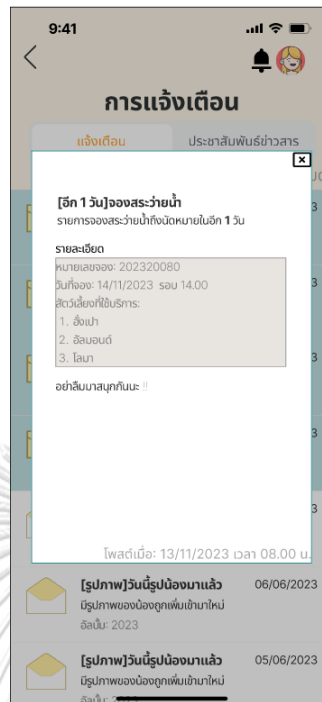 9:41
การแจ้งเตือน
แจ้งเตือน
ประชาสัมพันธ์ข่าวสาร
[อีก 1 วัน]จองสระว่ายน้ำ
รายการจองสระว่ายน้ำถึงนัดหมายในอีก 1 วัน
รายละเอียด
หมายเลขจอง: 202320080
วันที่จอง: 14/11/2023 รอบ 14.00
สัตว์เลี้ยงที่ใช้บริการ:
1. ฮั่งเปา
2. อัลมอนด์
3. โลมา
อย่าลืมมาสนุกกันนะ !!
โพสต์เมื่อ: 13/11/2023 เวลา 08.00 น.
[รูปภาพ]วันนี้รูปน้องมาแล้ว
06/06/2023
มีรูปภาพของน้องถูกเพิ่มเข้ามาใหม่
อัลบั้ม: 2023
[รูปภาพ]วันนี้รูปน้องมาแล้ว
05/06/2023
มีรูปภาพของน้องถูกเพิ่มเข้ามาใหม่